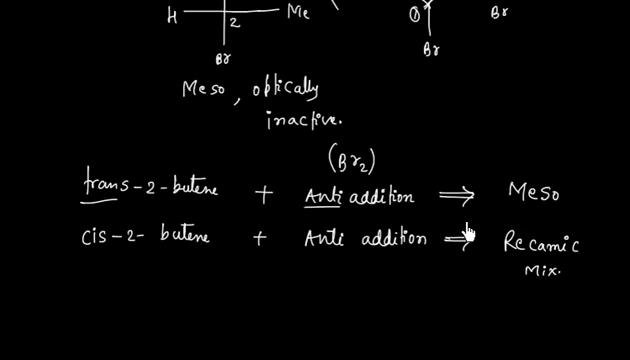 H Me Br
2
Br Br
Meso, optically
inactive.
(Br2)
trans-2-butene + Anti addition ⇒ Meso
cis-2-butene + Anti addition ⇒ Recamic
Mix.